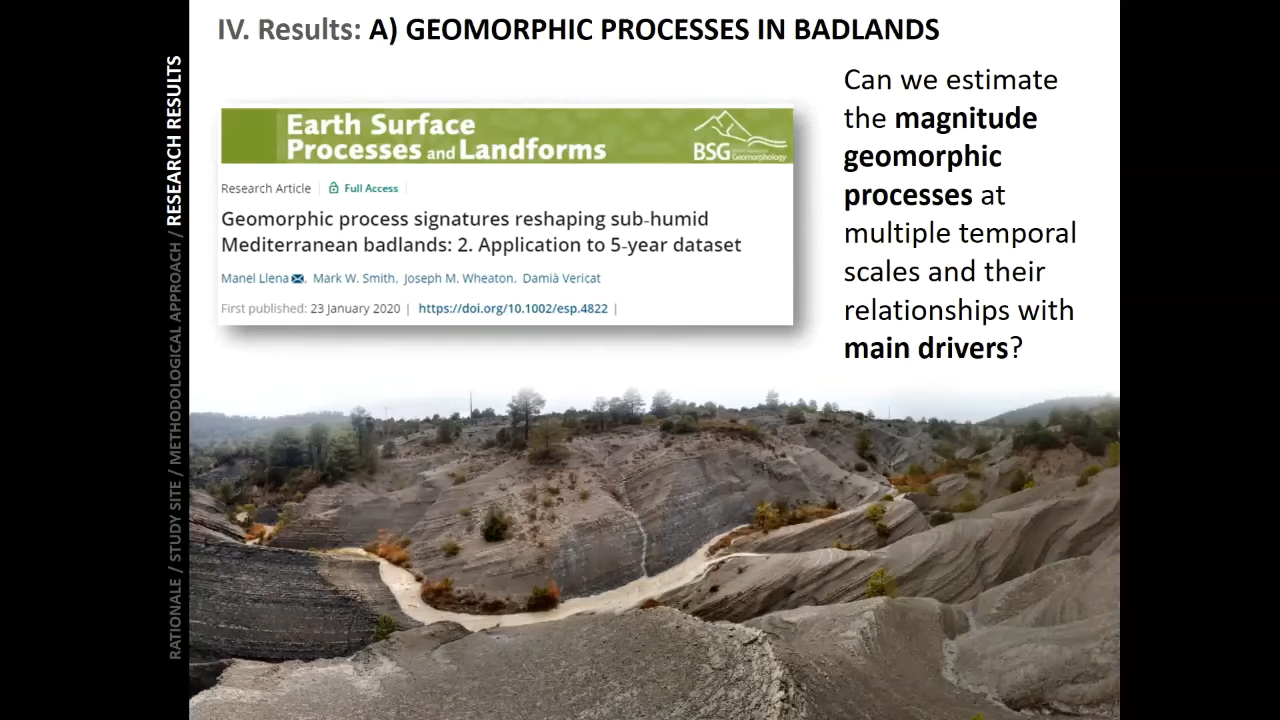 IV. Results: A) GEOMORPHIC PROCESSES IN BADLANDS
RATIONALE / STUDY SITE / METHODOLOGICAL APPROACH / RESEARCH RESULTS
Earth Surface
Processes and Landforms
BSG
Geomorphology
Research Article
Full Access
Geomorphic process signatures reshaping sub-humid
Mediterranean badlands: 2. Application to 5-year dataset
Manel Llena, Mark W. Smith, Joseph M. Wheaton, Damià Vericat
First published: 23 January 2020 | https://doi.org/10.1002/esp.4822 |
Can we estimate
the magnitude
geomorphic
processes at
multiple temporal
scales and their
relationships with
main drivers?